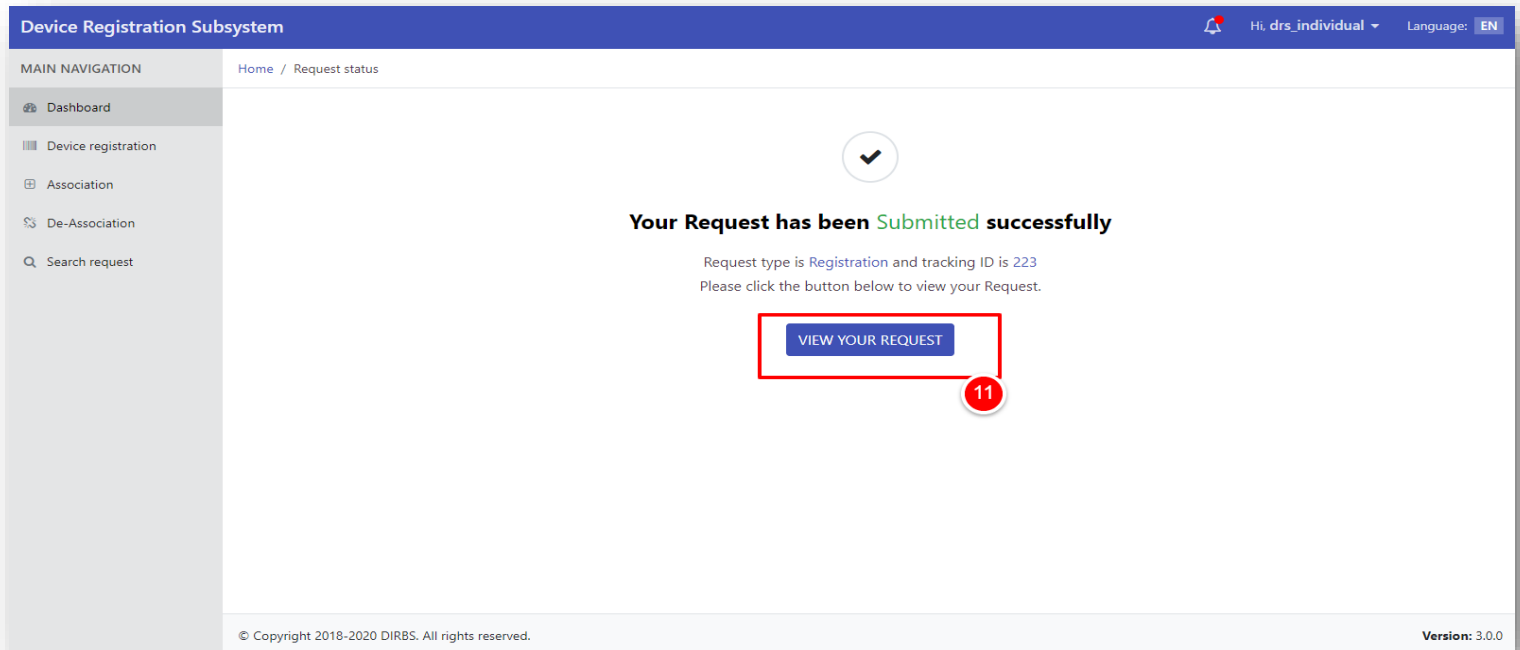 Device Registration Subsystem
Hi, drs_individual
Language: EN
MAIN NAVIGATION
Home / Request status
Dashboard
Device registration
Association
De-Association
Search request
Your Request has been Submitted successfully
Request type is Registration and tracking ID is 223
Please click the button below to view your Request.
VIEW YOUR REQUEST
11
© Copyright 2018-2020 DIRBS. All rights reserved.
Version: 3.0.0